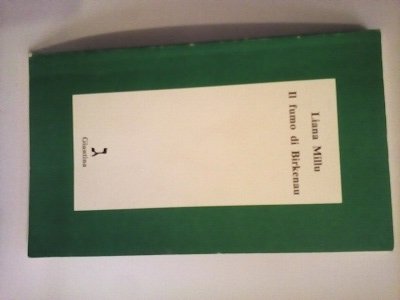 Liana Millu
Il fumo di Birkenau
Giuntina